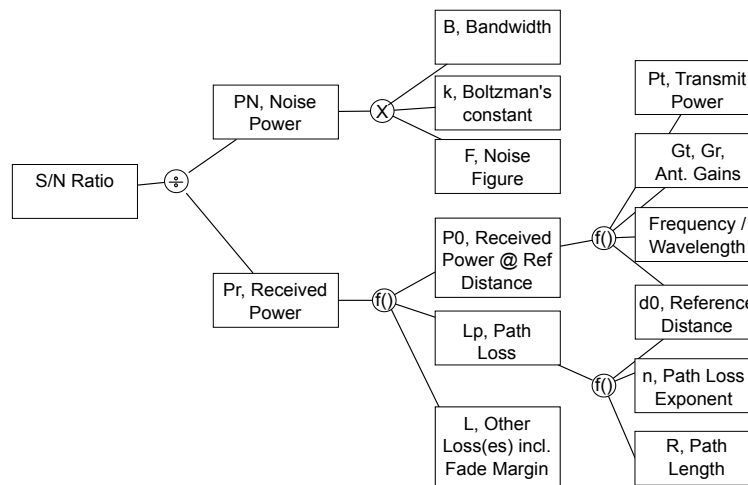 S/N Ratio
÷
PN, Noise
Power
X
B, Bandwidth
k, Boltzman's
constant
F, Noise
Figure
Pr, Received
Power
f()
P0, Received
Power @ Ref
Distance
Lp, Path
Loss
L, Other
Loss(es) incl.
Fade Margin
f()
Pt, Transmit
Power
Gt, Gr,
Ant. Gains
Frequency /
Wavelength
d0, Reference
Distance
f()
n, Path Loss
Exponent
R, Path
Length